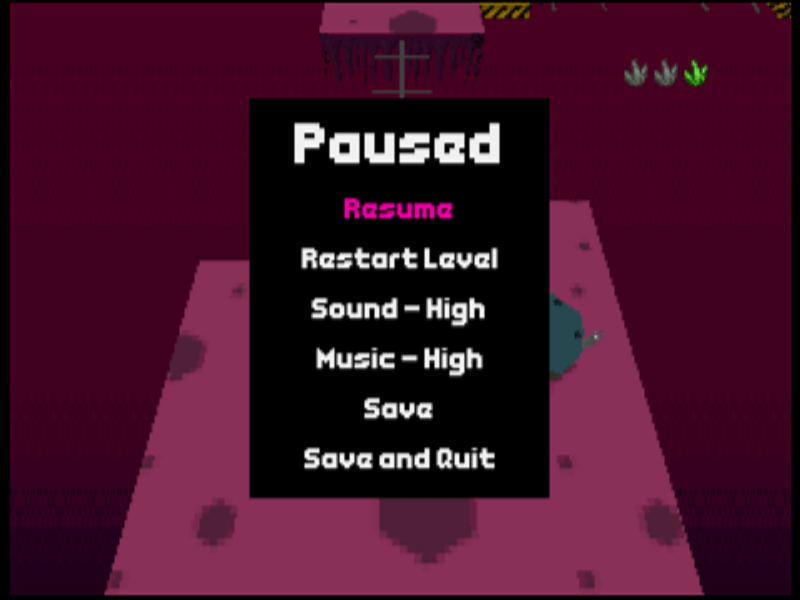 Paused
Resume
Restart Level
Sound - High
Music - High
Save
Save and Quit